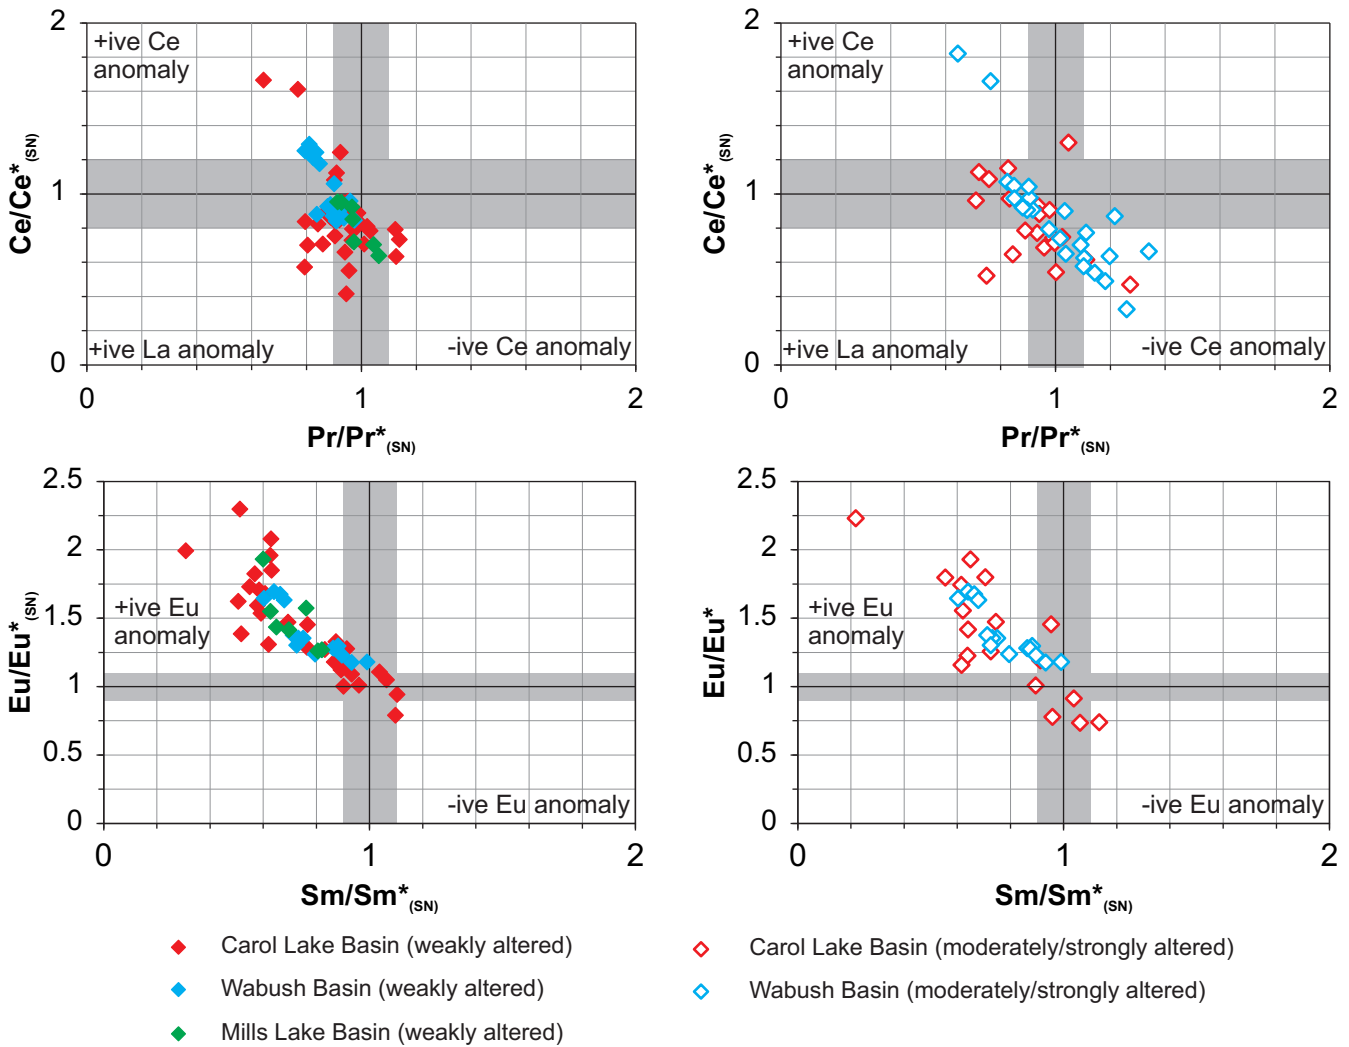 2
+ive Ce
anomaly
1
+ive La anomaly
-ive Ce anomaly
0
0
1
2
Ce/Ce*(SN)
Pr/Pr*(SN)
2
+ive Ce
anomaly
1
+ive La anomaly
-ive Ce anomaly
0
0
1
2
Ce/Ce*(SN)
Pr/Pr*(SN)
2.5
2
1.5
+ive Eu
anomaly
1
0.5
-ive Eu anomaly
0
0
1
2
Eu/Eu*(SN)
Sm/Sm*(SN)
2.5
2
1.5
+ive Eu
anomaly
1
0.5
-ive Eu anomaly
0
0
1
2
Eu/Eu*
Sm/Sm*(SN)
Carol Lake Basin (weakly altered)
Wabush Basin (weakly altered)
Mills Lake Basin (weakly altered)
Carol Lake Basin (moderately/strongly altered)
Wabush Basin (moderately/strongly altered)